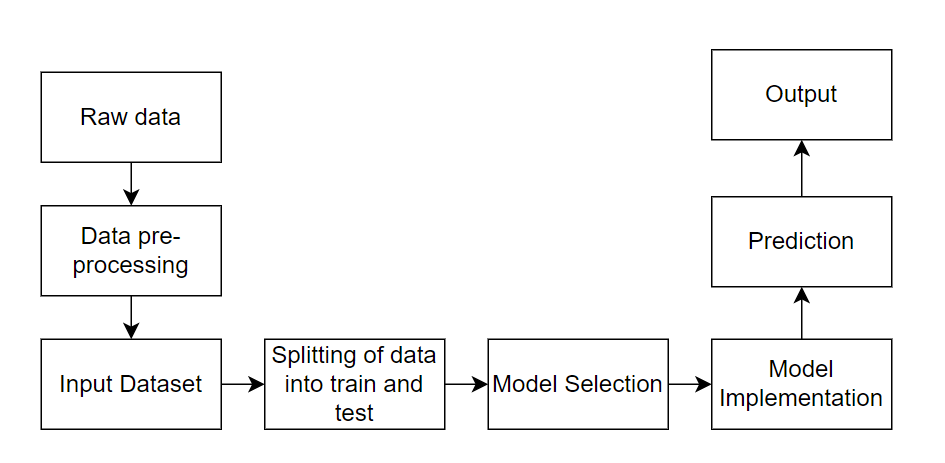 Raw data
Data pre-
processing
Input Dataset
Splitting of data
into train and
test
Model Selection
Model
Implementation
Prediction
Output